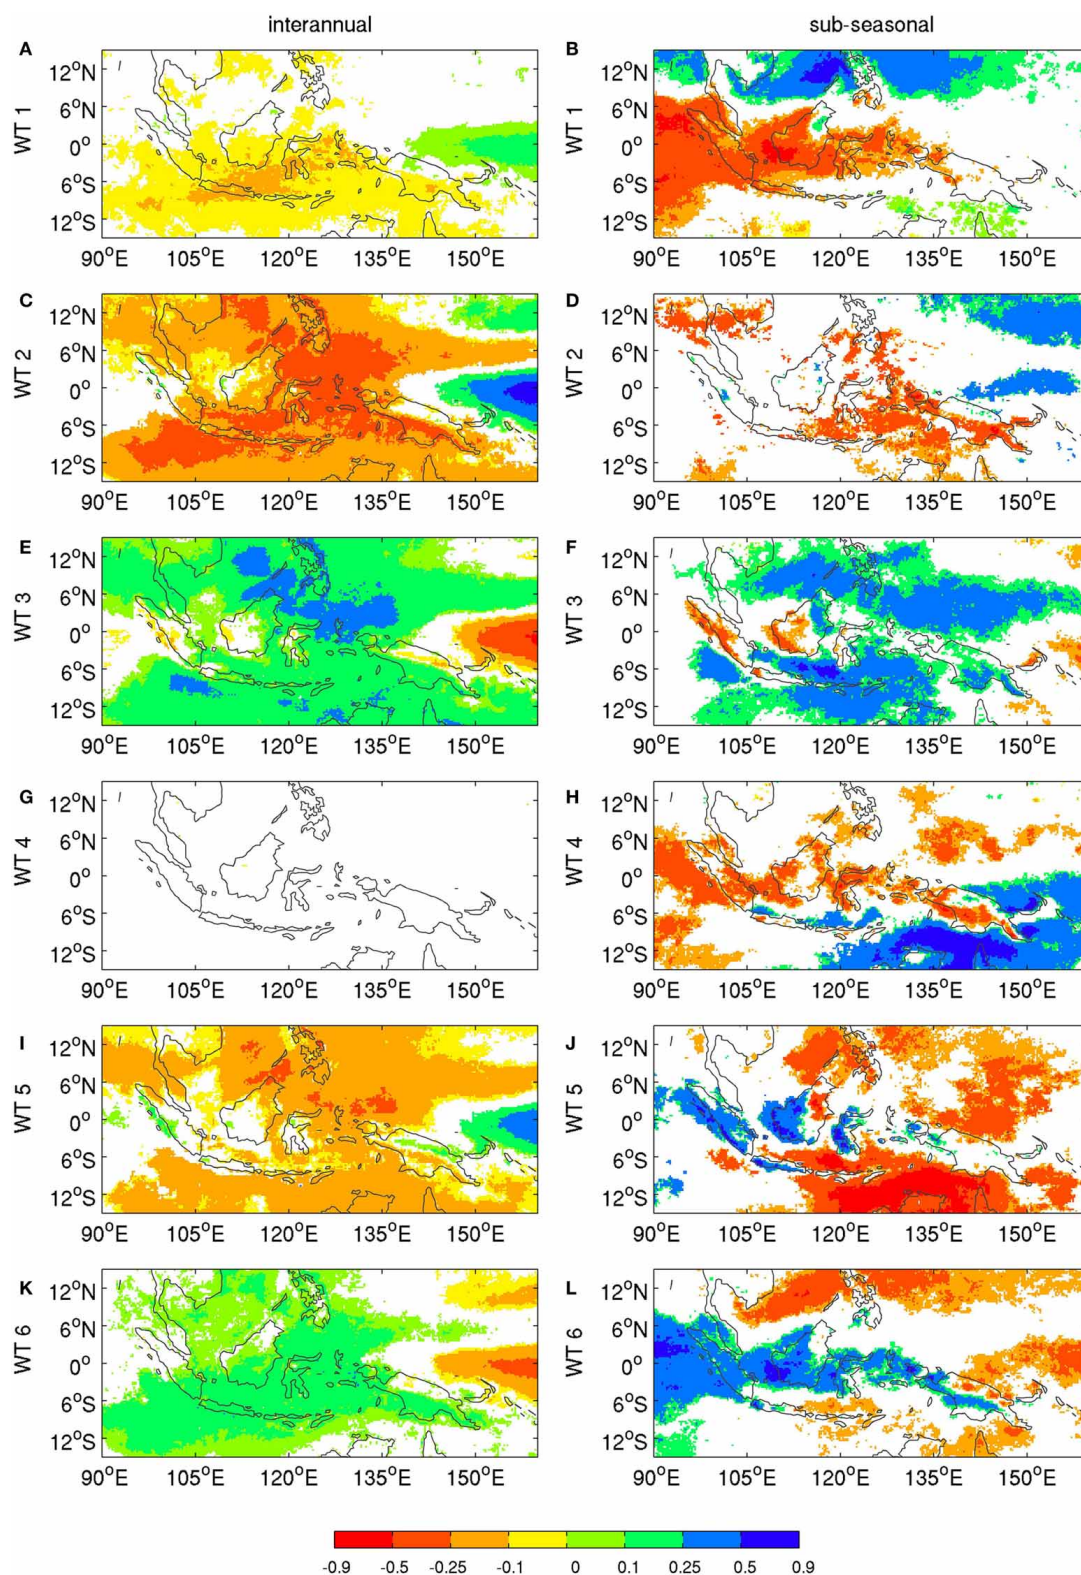 interannual sub-seasonal
A B
WT 1 12°N 6°N 0° 6°S 12°S WT 1 12°N 6°N 0° 6°S 12°S
90°E 105°E 120°E 135°E 150°E 90°E 105°E 120°E 135°E 150°E
C D
WT 2 12°N 6°N 0° 6°S 12°S WT 2 12°N 6°N 0° 6°S 12°S
90°E 105°E 120°E 135°E 150°E 90°E 105°E 120°E 135°E 150°E
E F
WT 3 12°N 6°N 0° 6°S 12°S WT 3 12°N 6°N 0° 6°S 12°S
90°E 105°E 120°E 135°E 150°E 90°E 105°E 120°E 135°E 150°E
G H
WT 4 12°N 6°N 0° 6°S 12°S WT 4 12°N 6°N 0° 6°S 12°S
90°E 105°E 120°E 135°E 150°E 90°E 105°E 120°E 135°E 150°E
I J
WT 5 12°N 6°N 0° 6°S 12°S WT 5 12°N 6°N 0° 6°S 12°S
90°E 105°E 120°E 135°E 150°E 90°E 105°E 120°E 135°E 150°E
K L
WT 6 12°N 6°N 0° 6°S 12°S WT 6 12°N 6°N 0° 6°S 12°S
90°E 105°E 120°E 135°E 150°E 90°E 105°E 120°E 135°E 150°E
-0.9 -0.5 -0.25 -0.1 0 0.1 0.25 0.5 0.9